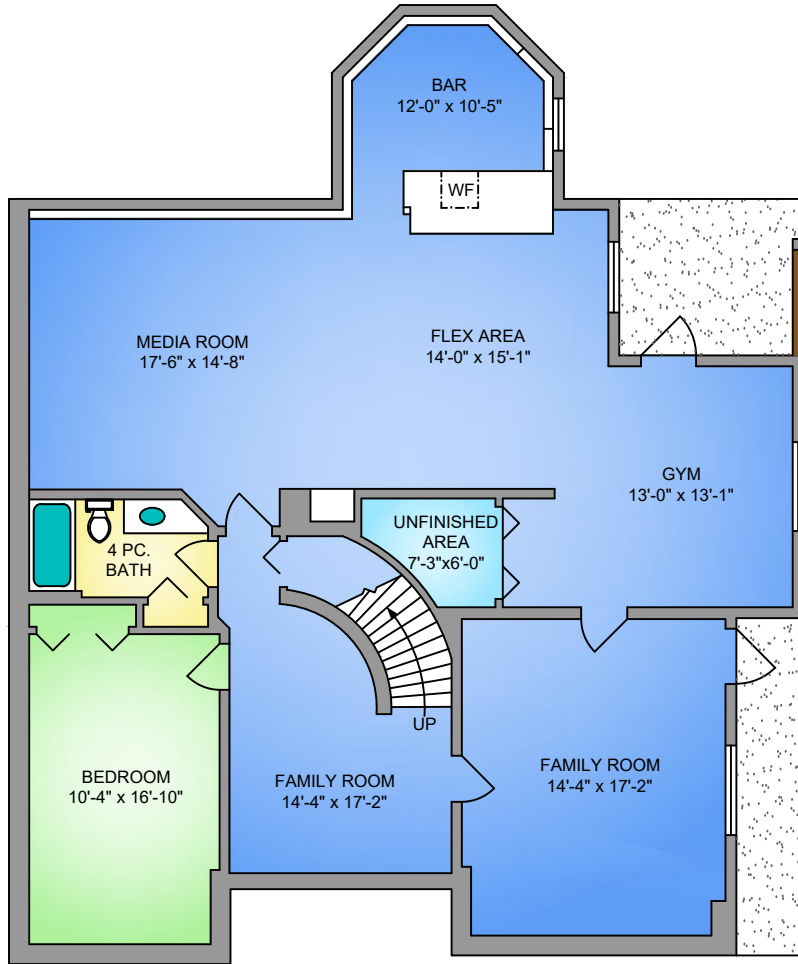 BAR
12'-0" x 10'-5"
WF
MEDIA ROOM
17'-6" x 14'-8"
FLEX AREA
14'-0" x 15'-1"
GYM
13'-0" x 13'-1"
UNFINISHED
AREA
7'-3"x6'-0"
4 PC.
BATH
UP
BEDROOM
10'-4" x 16'-10"
FAMILY ROOM
14'-4" x 17'-2"
FAMILY ROOM
14'-4" x 17'-2"